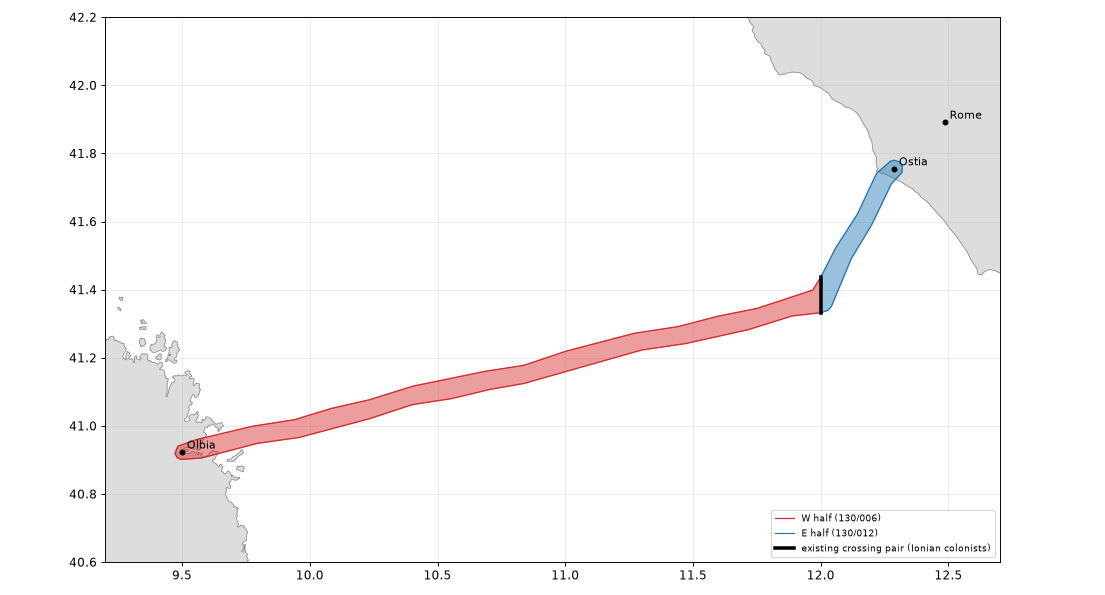 42.2
42.0
41.8
41.6
41.4
41.2
41.0
40.8
40.6
Rome
Ostia
Olbia
W half (130/006)
E half (130/012)
existing crossing pair (Ionian colonists)
9.5 10.0 10.5 11.0 11.5 12.0 12.5